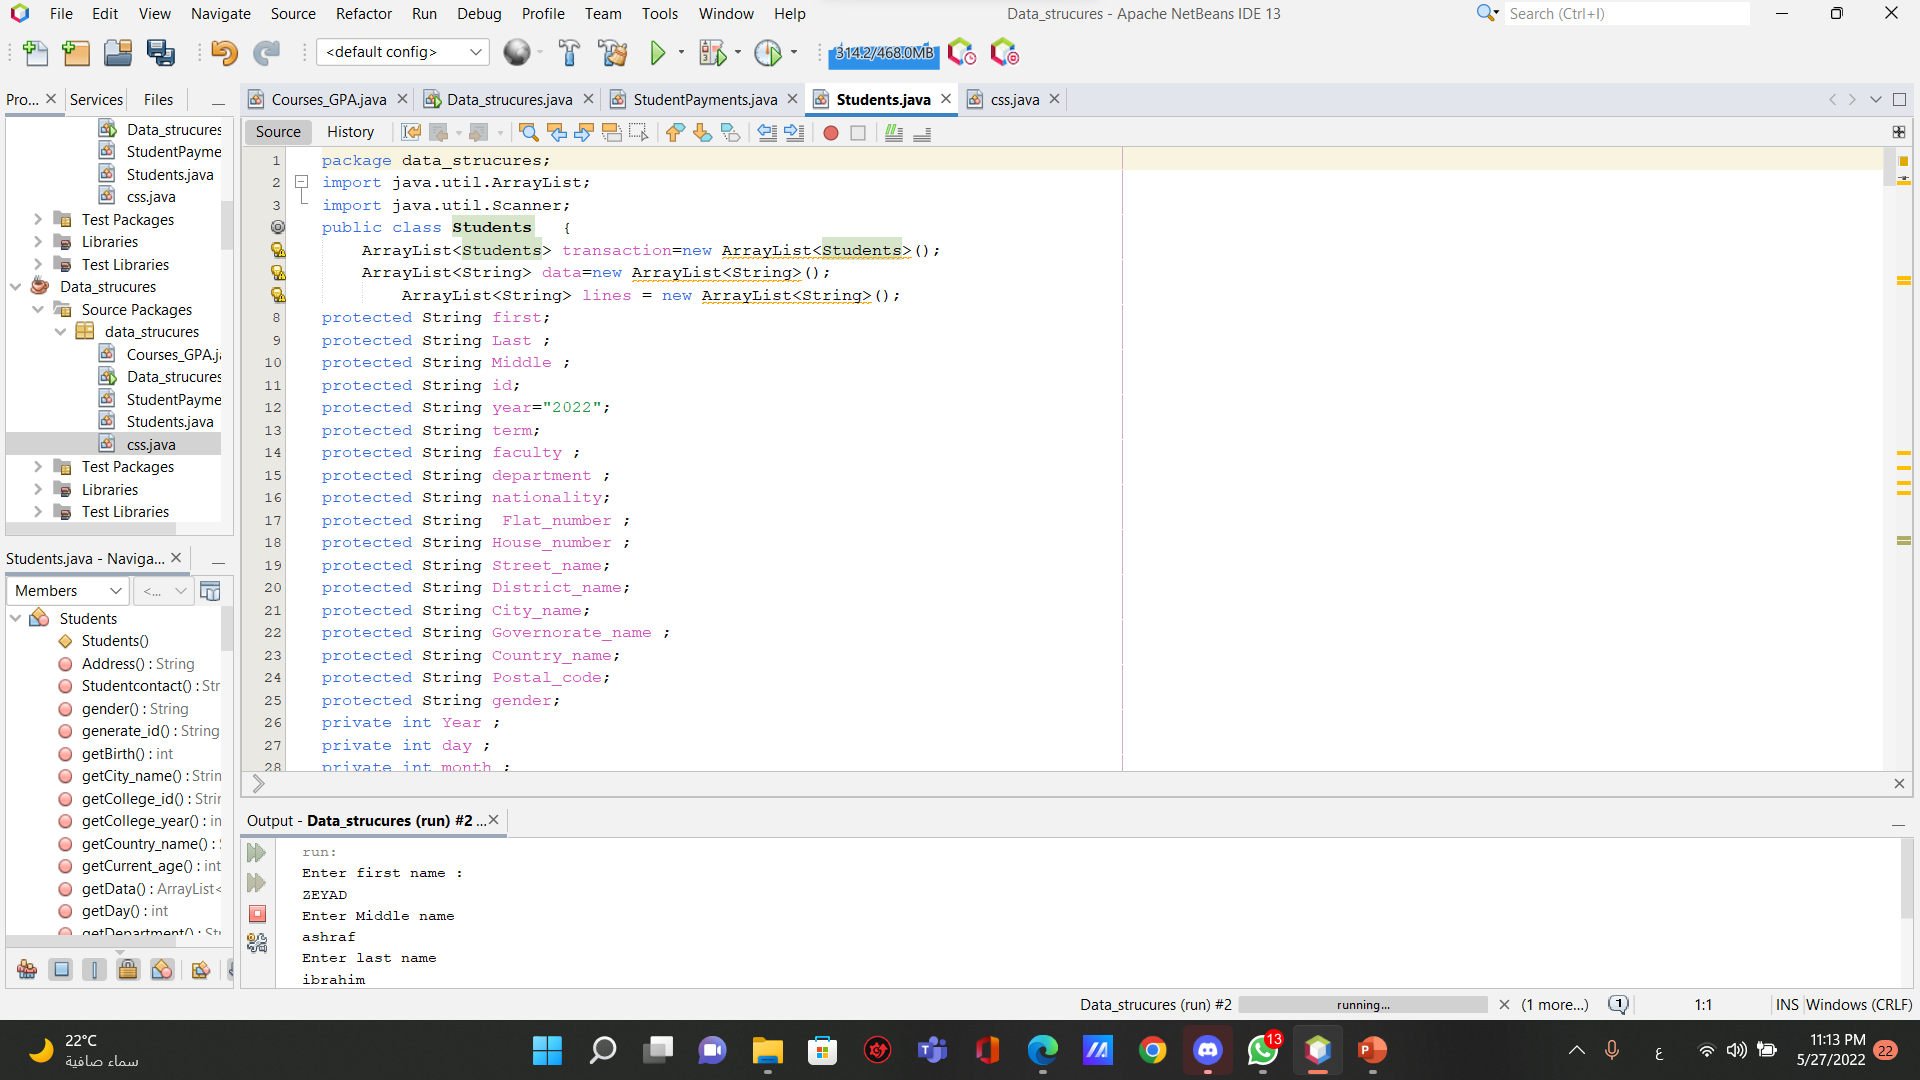 File Edit View Navigate Source Refactor Run Debug Profile Team Tools Window Help
Data_strucures - Apache NetBeans IDE 13
Search (Ctrl+I)
<default config>
314.2/468.0MB
Pro... Services Files
Courses_GPA.java Data_strucures.java StudentPayments.java Students.java css.java
Source History
Data_strucures
StudentPayme
Students.java
css.java
Test Packages
Libraries
Test Libraries
Data_strucures
Source Packages
data_strucures
Courses_GPA.ja
Data_strucures
StudentPayme
Students.java
css.java
Test Packages
Libraries
Test Libraries
Students.java - Naviga...
Members <...
Students
Students()
Address() : String
Studentcontact() : Str
gender() : String
generate_id() : String
getBirth() : int
getCity_name() : Strin
getCollege_id() : Strin
getCollege_year() : in
getCountry_name() : S
getCurrent_age() : int
getData() : ArrayList<
getDay() : int
getDepartment() : Str
1 package data_strucures;
2 import java.util.ArrayList;
3 import java.util.Scanner;
public class Students {
ArrayList<Students> transaction=new ArrayList<Students>();
ArrayList<String> data=new ArrayList<String>();
ArrayList<String> lines = new ArrayList<String>();
8 protected String first;
9 protected String Last ;
10 protected String Middle ;
11 protected String id;
12 protected String year="2022";
13 protected String term;
14 protected String faculty ;
15 protected String department ;
16 protected String nationality;
17 protected String Flat_number ;
18 protected String House_number ;
19 protected String Street_name;
20 protected String District_name;
21 protected String City_name;
22 protected String Governorate_name ;
23 protected String Country_name;
24 protected String Postal_code;
25 protected String gender;
26 private int Year ;
27 private int day ;
28 private int month ;
Output - Data_strucures (run) #2 ...
run:
Enter first name :
ZEYAD
Enter Middle name
ashraf
Enter last name
ibrahim
Data_strucures (run) #2 running... (1 more...) 1 1:1 INS Windows (CRLF)
22°C
سماء صافية
13
ع
11:13 PM
5/27/2022
22